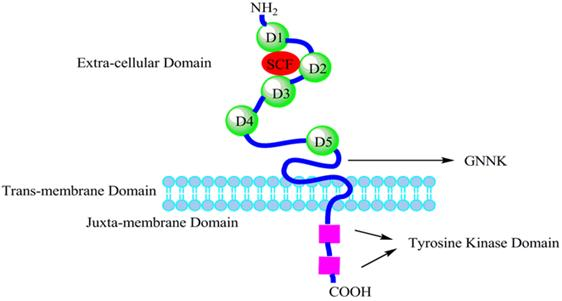 NH2
D1
Extra-cellular Domain
SCF
D2
D3
D4
D5
GNNK
Trans-membrane Domain
Juxta-membrane Domain
Tyrosine Kinase Domain
COOH